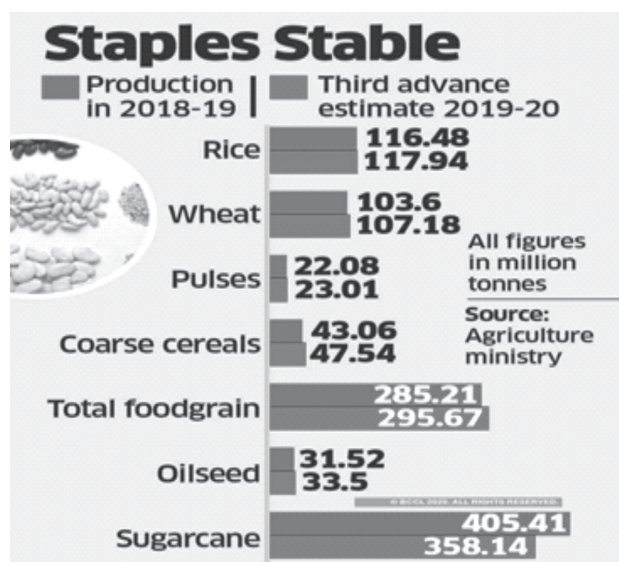 Staples Stable
Production
in 2018-19
Third advance
estimate 2019-20
Rice
116.48
117.94
Wheat
103.6
107.18
All figures
in million
tonnes
Pulses
22.08
23.01
Source:
Agriculture
ministry
Coarse cereals
43.06
47.54
Total foodgrain
285.21
295.67
Oilseed
31.52
33.5
© BCCL 2020. ALL RIGHTS RESERVED.
Sugarcane
405.41
358.14